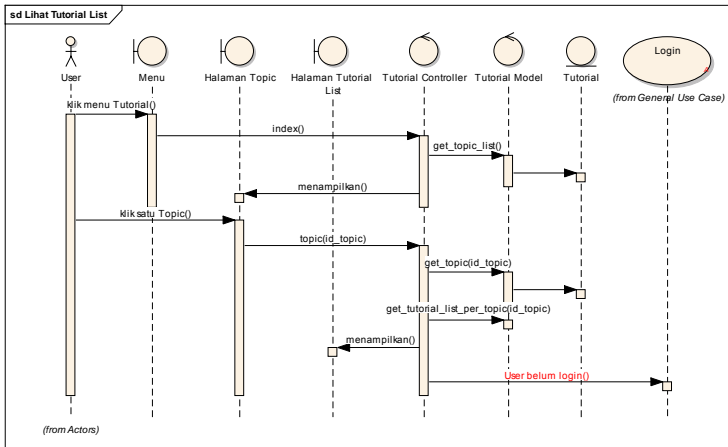 sd Lihat Tutorial List
User
Menu
Halaman Topic
Halaman Tutorial
List
Tutorial Controller
Tutorial Model
Tutorial
Login
(from General Use Case)
klik menu Tutorial()
index()
get_topic_list()
menampilkan()
klik satu Topic()
topic(id_topic)
get_topic(id_topic)
get_tutorial_list_per_topic(id_topic)
menampilkan()
User belum login()
(from Actors)